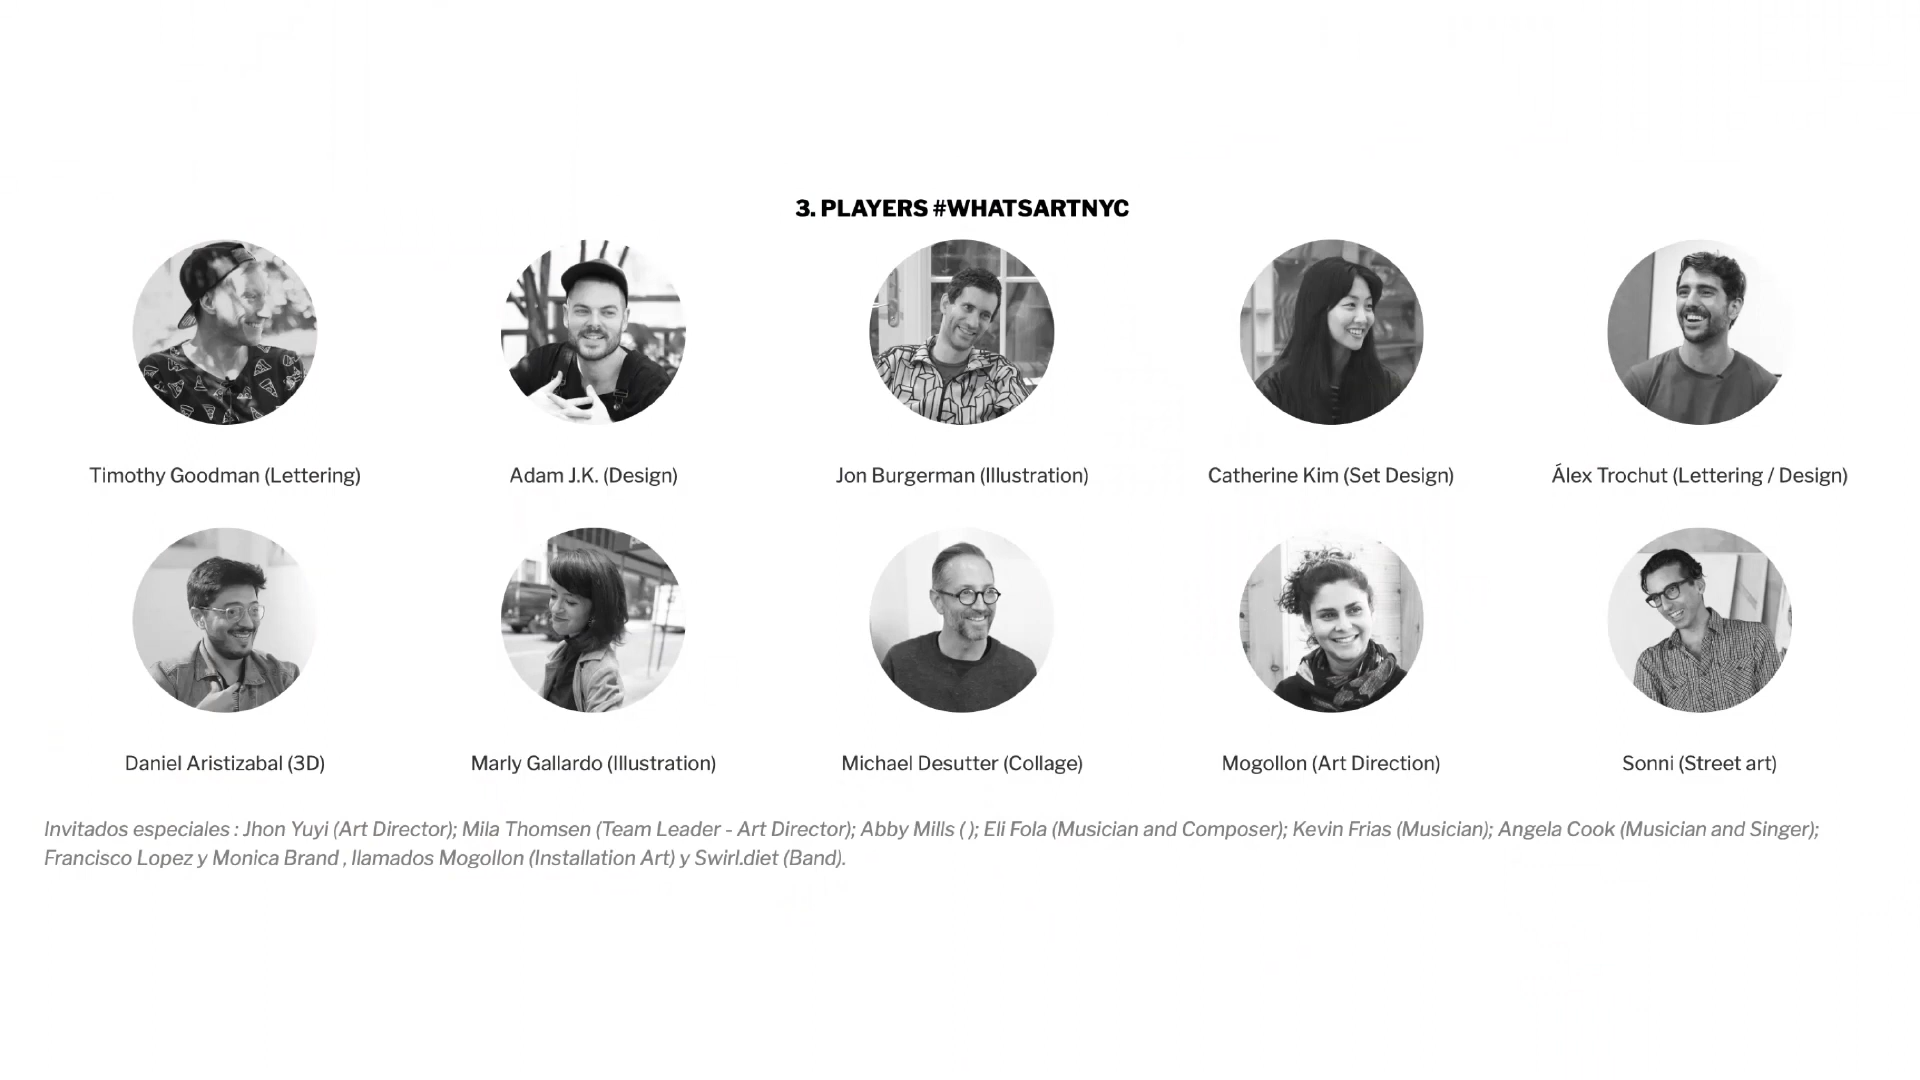 3. PLAYERS #WHATSARTNYC
Timothy Goodman (Lettering)
Adam J.K. (Design)
Jon Burgerman (Illustration)
Catherine Kim (Set Design)
Álex Trochut (Lettering / Design)
Daniel Aristizabal (3D)
Marly Gallardo (Illustration)
Michael Desutter (Collage)
Mogollon (Art Direction)
Sonni (Street art)
Invitados especiales : Jhon Yuyi (Art Director); Mila Thomsen (Team Leader - Art Director); Abby Mills ( ); Eli Fola (Musician and Composer); Kevin Frias (Musician); Angela Cook (Musician and Singer);
Francisco Lopez y Monica Brand , llamados Mogollon (Installation Art) y Swirl.diet (Band).